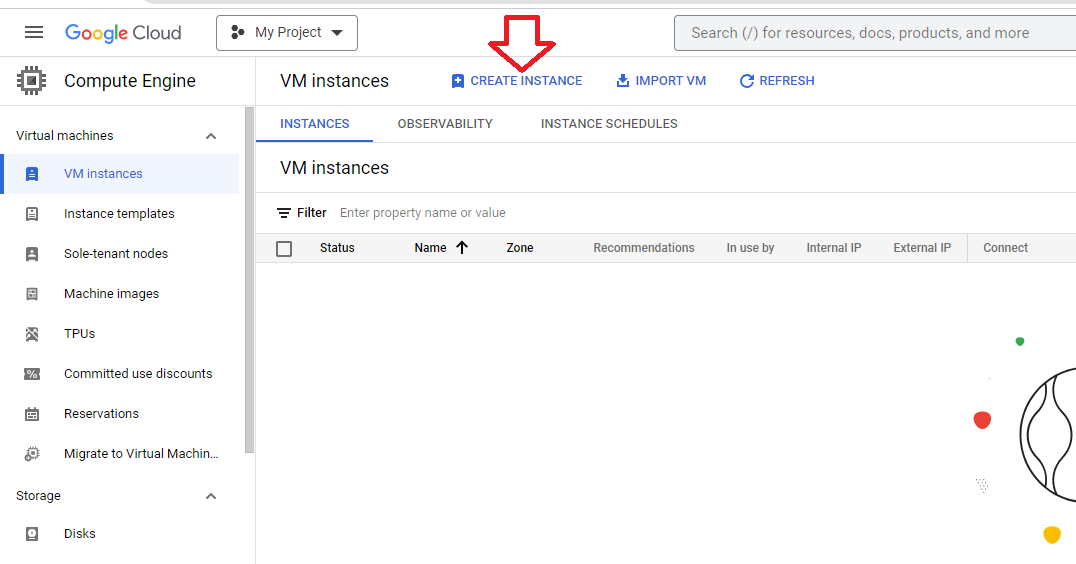 Google Cloud My Project Search (/) for resources, docs, products, and more
Compute Engine
VM instances CREATE INSTANCE IMPORT VM REFRESH
Virtual machines
VM instances
Instance templates
Sole-tenant nodes
Machine images
TPUs
Committed use discounts
Reservations
Migrate to Virtual Machin...
Storage
Disks
INSTANCES OBSERVABILITY INSTANCE SCHEDULES
VM instances
Filter Enter property name or value
Status Name Zone Recommendations In use by Internal IP External IP Connect